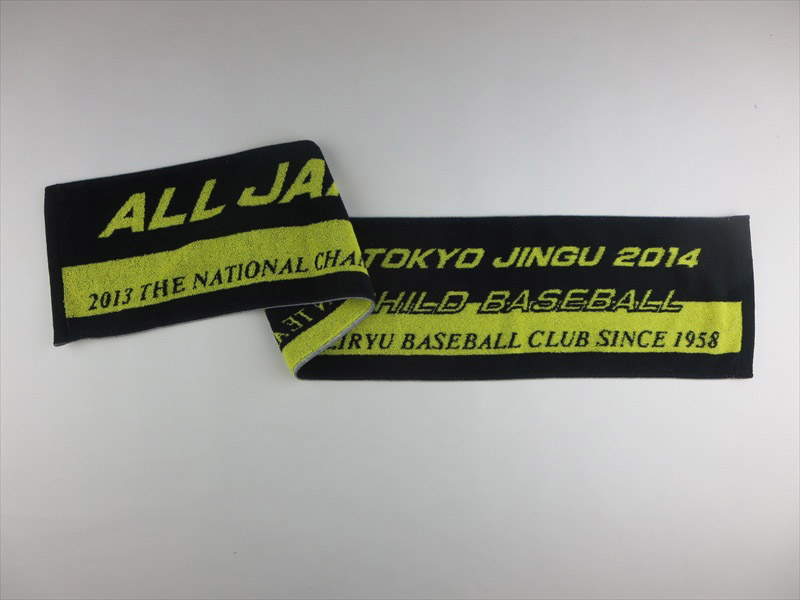 ALL JA
2013 THE NATIONAL CHA
TOKYO JINGU 2014
HILD BASEBALL
IRYU BASEBALL CLUB SINCE 1958